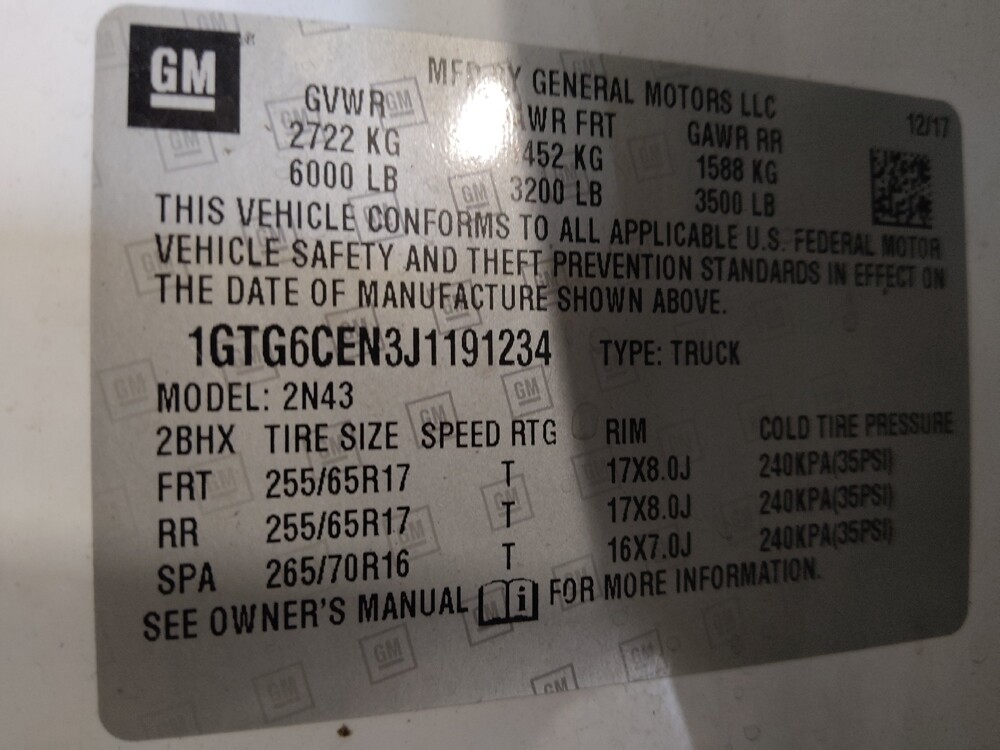 GM
MFD BY GENERAL MOTORS LLC
12/17
GVWR WR FRT GAWR RR
2722 KG 452 KG 1588 KG
6000 LB 3200 LB 3500 LB
THIS VEHICLE CONFORMS TO ALL APPLICABLE U.S. FEDERAL MOTOR
VEHICLE SAFETY AND THEFT PREVENTION STANDARDS IN EFFECT ON
THE DATE OF MANUFACTURE SHOWN ABOVE.
1GTG6CEN3J1191234 TYPE: TRUCK
MODEL: 2N43
2BHX TIRE SIZE SPEED RTG RIM COLD TIRE PRESSURE
FRT 255/65R17 T 17X8.0J 240KPA(35PSI)
RR 255/65R17 T 17X8.0J 240KPA(35PSI)
SPA 265/70R16 T 16X7.0J 240KPA(35PSI)
SEE OWNER'S MANUAL i FOR MORE INFORMATION.